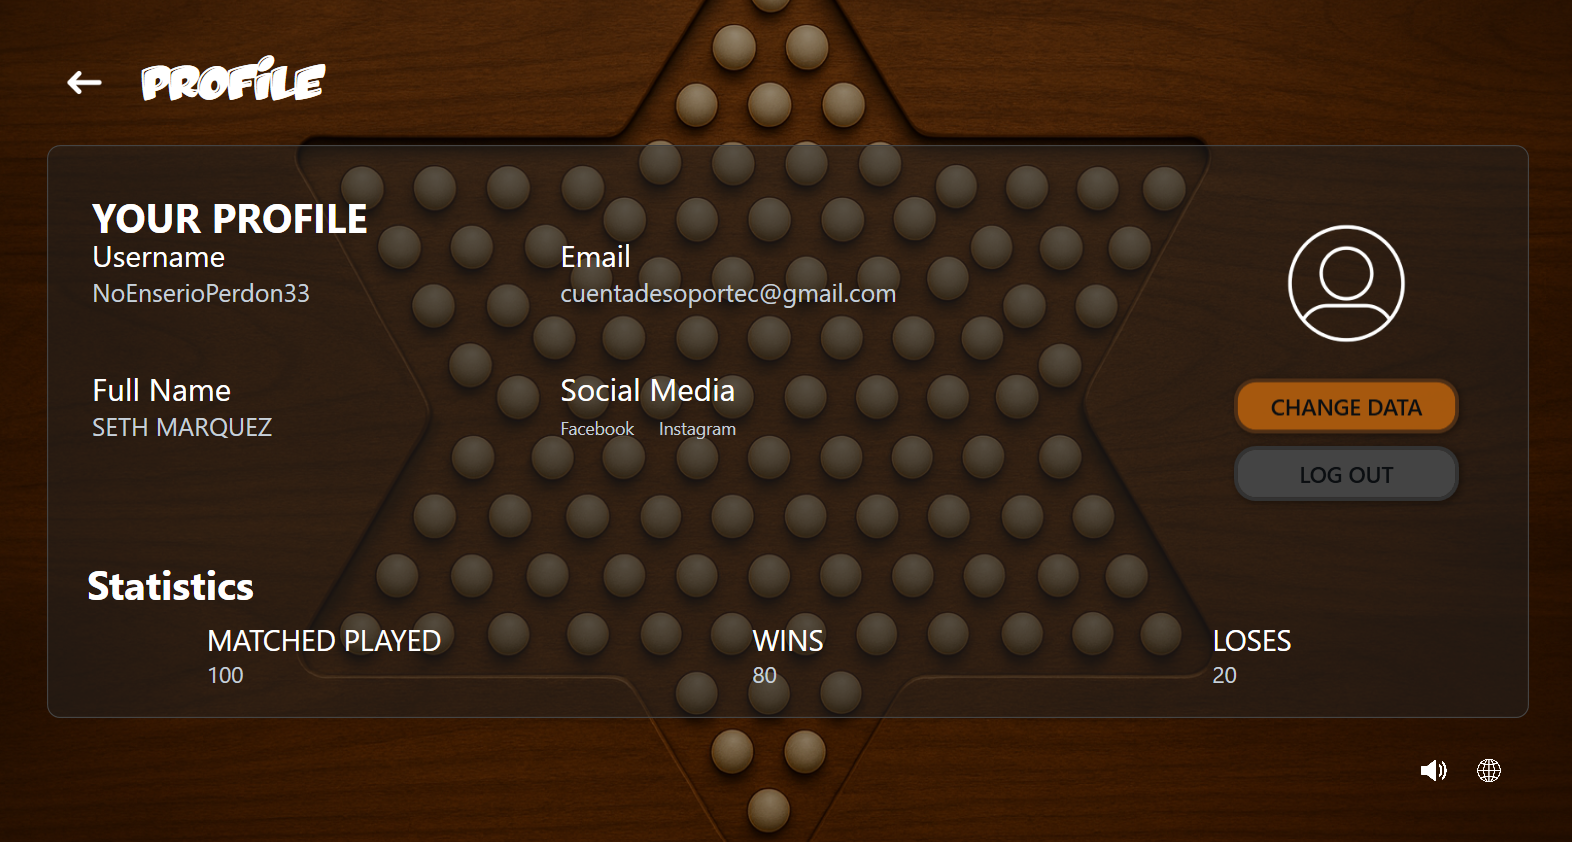 PROFiLE
YOUR PROFILE
Username
NoEnserioPerdon33
Email
cuentadesoportec@gmail.com
Full Name
SETH MARQUEZ
Social Media
Facebook Instagram
CHANGE DATA
LOG OUT
Statistics
MATCHED PLAYED
100
WINS
80
LOSES
20